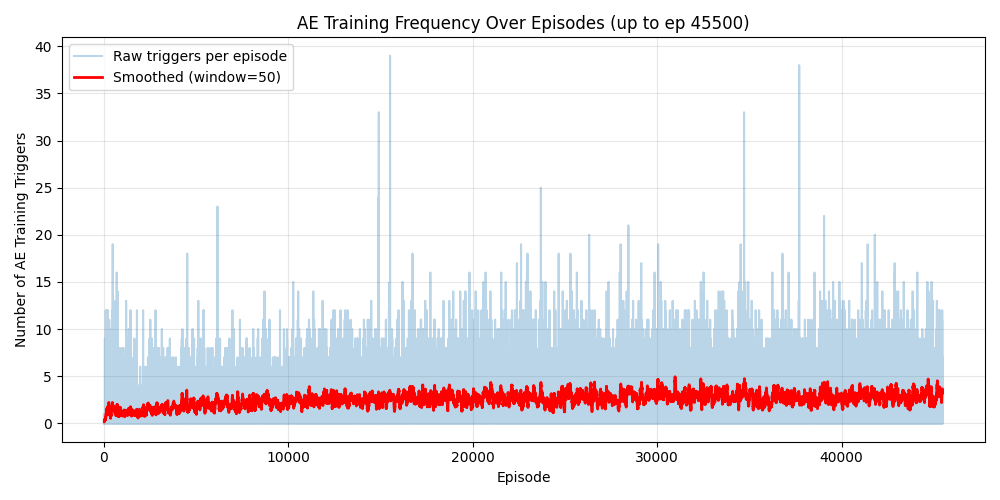 AE Training Frequency Over Episodes (up to ep 45500)
Raw triggers per episode
Smoothed (window=50)
Number of AE Training Triggers
40
35
30
25
20
15
10
5
0
0 10000 20000 30000 40000
Episode